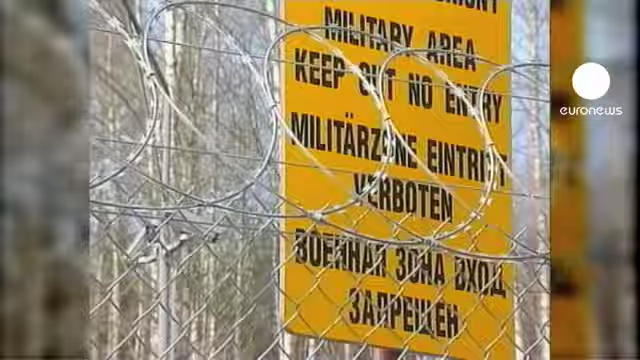 MILITARY AREA
KEEP OUT NO ENTRY
MILITÄRZONE EINTRITT
VERBOTEN
ВОЕННАЯ ЗОНА ВХОД
ЗАПРЕЩЕН
euronews